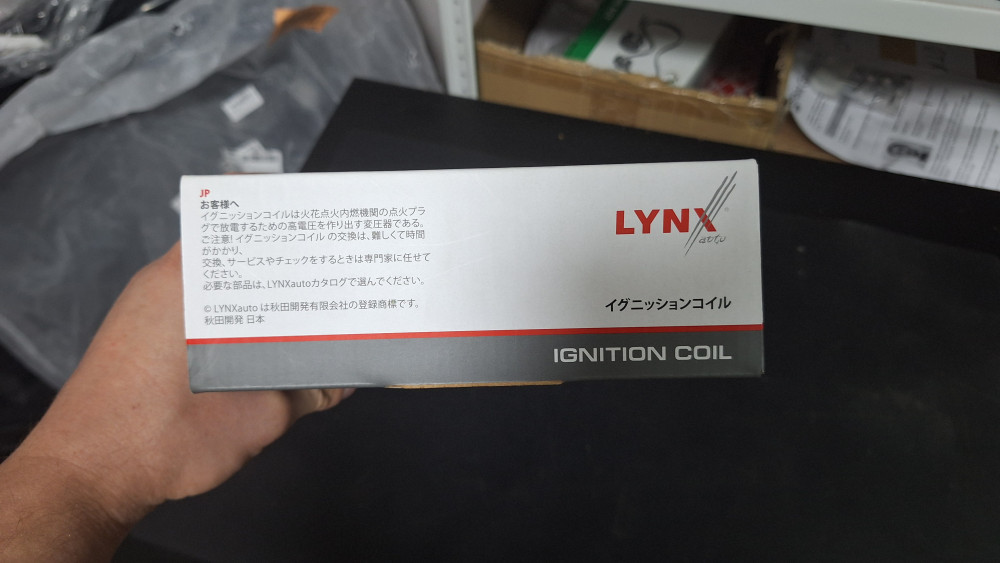 JP
お客様へ
イグニッションコイルは火花点火内燃機関の点火プラ
グで放電するための高電圧を作り出す変圧器である。
ご注意! イグニッションコイル の交換は、難しくて時間
がかかり、
交換、サービスやチェックをするときは専門家に任せて
ください。
必要な部品は、LYNXautoカタログで選んでください。
© LYNXauto は秋田開発有限会社の登録商標です。
秋田開発 日本
LYNX
auto
イグニッションコイル
IGNITION COIL